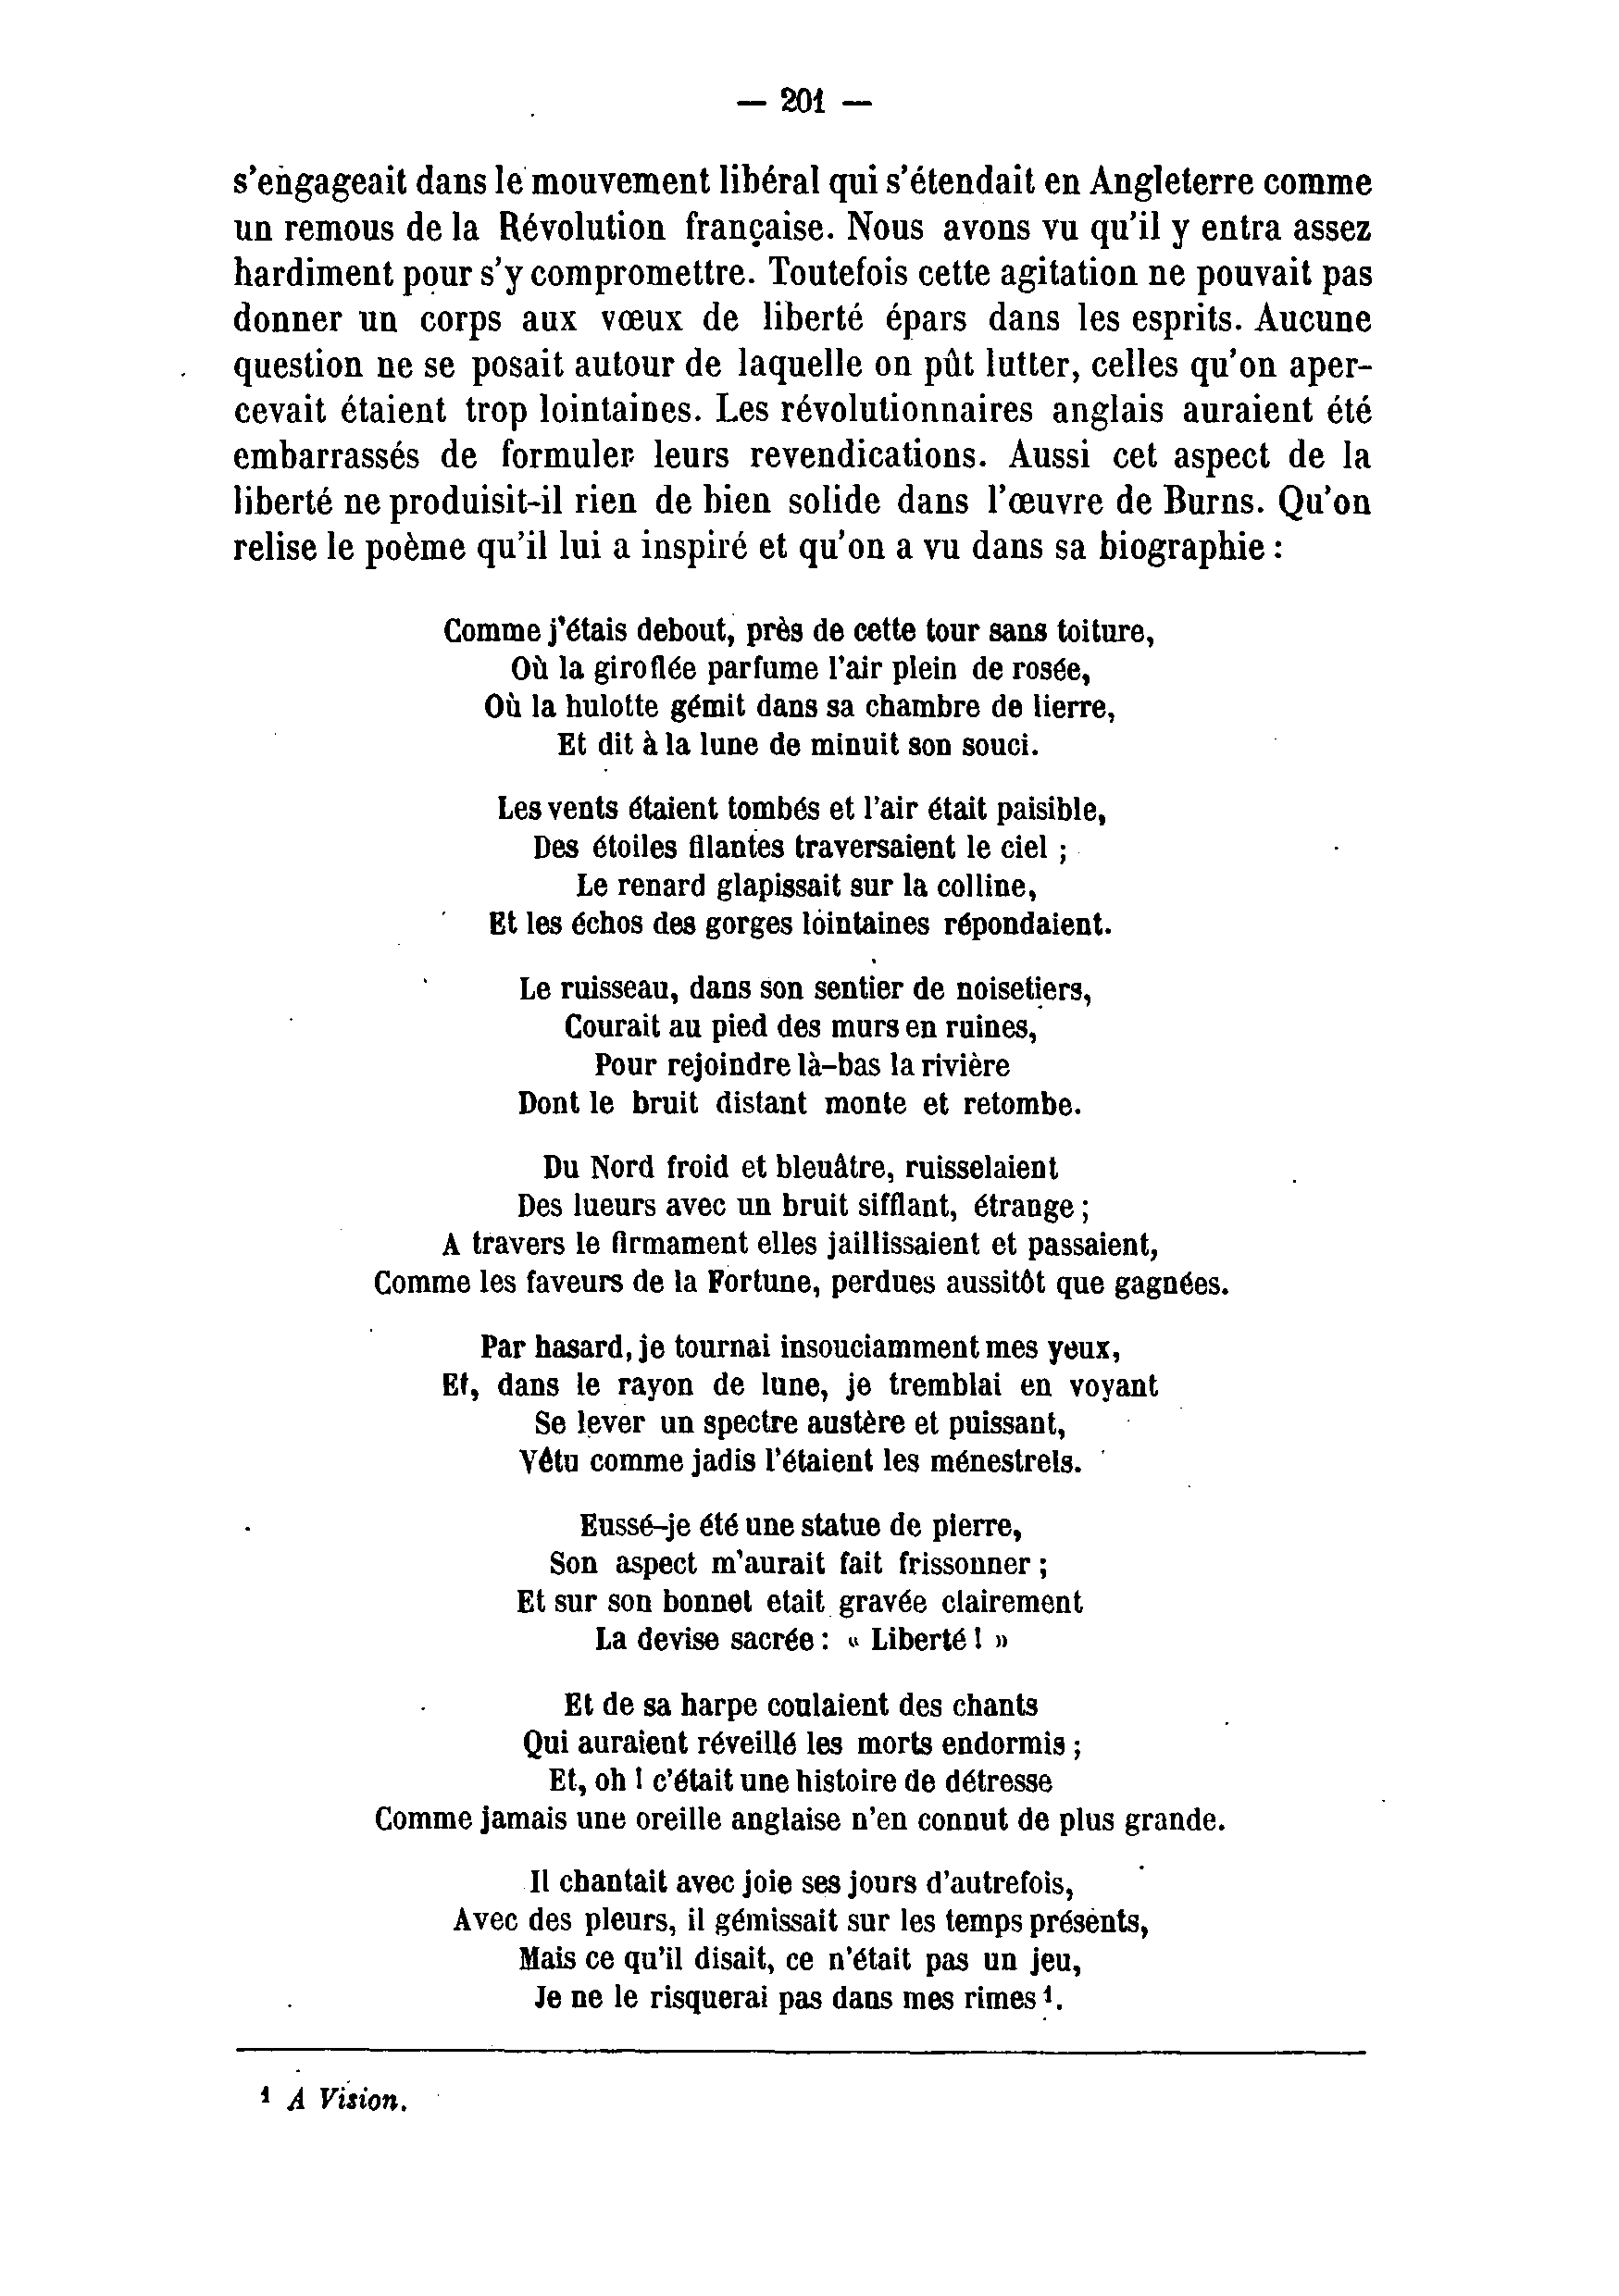 — 201 —
s'engageait dans le mouvement libéral qui s'étendait en Angleterre comme
un remous de la Révolution française. Nous avons vu qu'il y entra assez
hardiment pour s'y compromettre. Toutefois cette agitation ne pouvait pas
donner un corps aux vœux de liberté épars dans les esprits. Aucune
question ne se posait autour de laquelle on pût lutter, celles qu'on aper-
cevait étaient trop lointaines. Les révolutionnaires anglais auraient été
embarrassés de formuler leurs revendications. Aussi cet aspect de la
liberté ne produisit-il rien de bien solide dans l'œuvre de Burns. Qu'on
relise le poème qu'il lui a inspiré et qu'on a vu dans sa biographie :
Comme j'étais debout, près de cette tour sans toiture,
Où la giroflée parfume l'air plein de rosée,
Où la hulotte gémit dans sa chambre de lierre,
Et dit à la lune de minuit son souci.
Les vents étaient tombés et l'air était paisible,
Des étoiles filantes traversaient le ciel ;
Le renard glapissait sur la colline,
Et les échos des gorges lointaines répondaient.
Le ruisseau, dans son sentier de noisetiers,
Courait au pied des murs en ruines,
Pour rejoindre là-bas la rivière
Dont le bruit distant monte et retombe.
Du Nord froid et bleuâtre, ruisselaient
Des lueurs avec un bruit sifflant, étrange ;
A travers le firmament elles jaillissaient et passaient,
Comme les faveurs de la Fortune, perdues aussitôt que gagnées.
Par hasard, je tournai insouciamment mes yeux,
Et, dans le rayon de lune, je tremblai en voyant
Se lever un spectre austère et puissant,
Vêtu comme jadis l'étaient les ménestrels.
Eussé-je été une statue de pierre,
Son aspect m'aurait fait frissonner ;
Et sur son bonnet etait gravée clairement
La devise sacrée : « Liberté ! »
Et de sa harpe coulaient des chants
Qui auraient réveillé les morts endormis ;
Et, oh ! c'était une histoire de détresse
Comme jamais une oreille anglaise n'en connut de plus grande.
Il chantait avec joie ses jours d'autrefois,
Avec des pleurs, il gémissait sur les temps présents,
Mais ce qu'il disait, ce n'était pas un jeu,
Je ne le risquerai pas dans mes rimes ¹.
¹ A Vision.